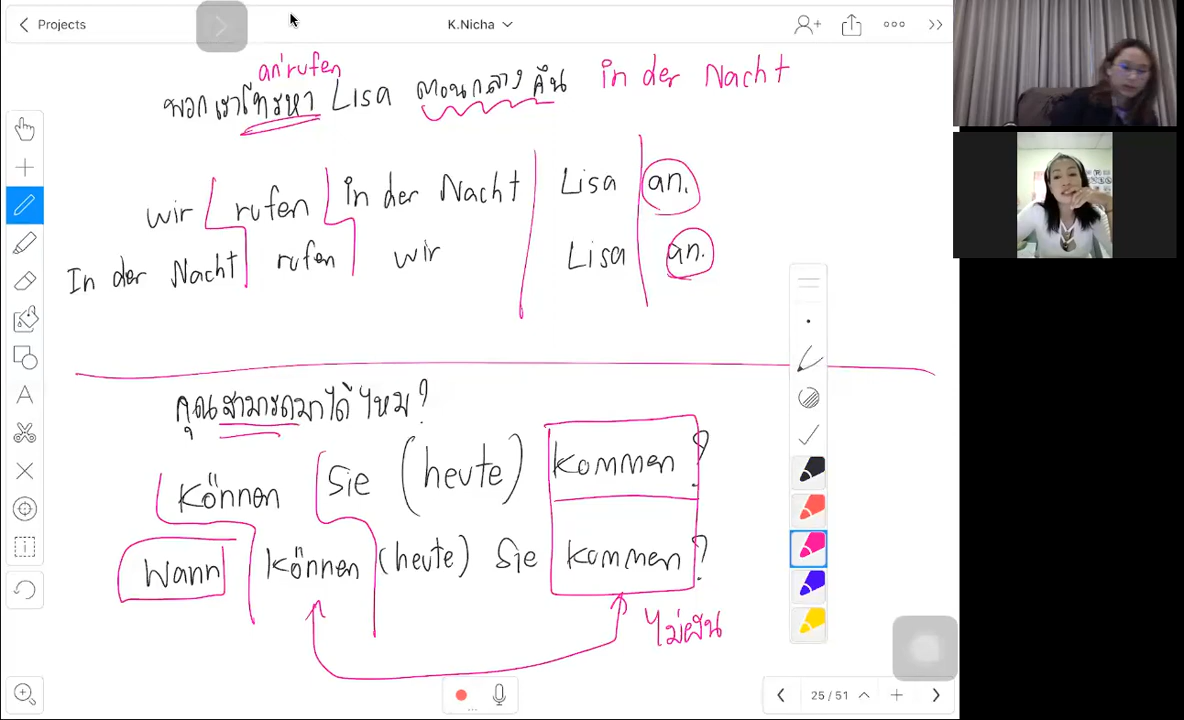 Projects
K.Nicha
an'rufen
พวกเราโทรหา Lisa ตอนกลางคืน in der Nacht
wir rufen in der Nacht Lisa an.
In der Nacht rufen wir Lisa an.
คุณสามารถมาได้ไหม?
Können Sie (heute) kommen?
Wann können (heute) Sie kommen?
ไม่ผัน
25 / 51